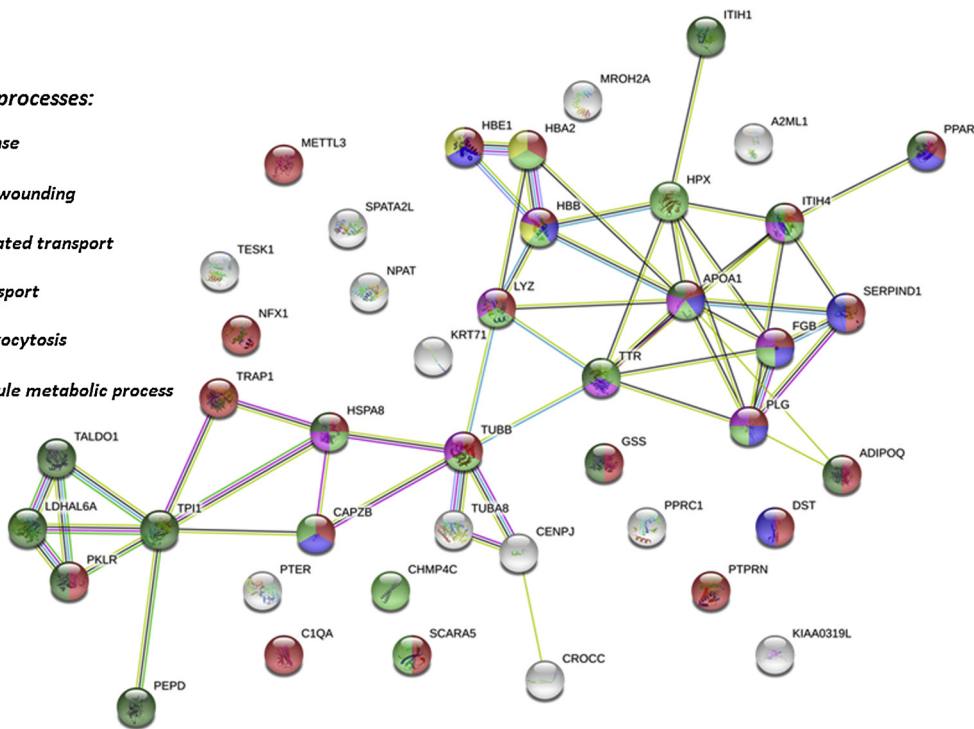 ITIH1
MROH2A
processes:
HBE1
HBA2
A2ML1
PPAR
nse
METTL3
HPX
wounding
SPATA2L
HBB
ITIH4
ated transport
TESK1
NPAT
APOA1
LYZ
SERPIND1
sport
NFX1
FGB
KRT71
ocytosis
TTR
TRAP1
ule metabolic process
HSPA8
PLG
TALDO1
TUBB
GSS
ADIPOQ
LDHAL6A
TPI1
CAPZB
TUBA8
PPRC1
DST
CENPJ
PKLR
PTER
CHMP4C
PTPRN
C1QA
SCARA5
KIAA0319L
CROCC
PEPD